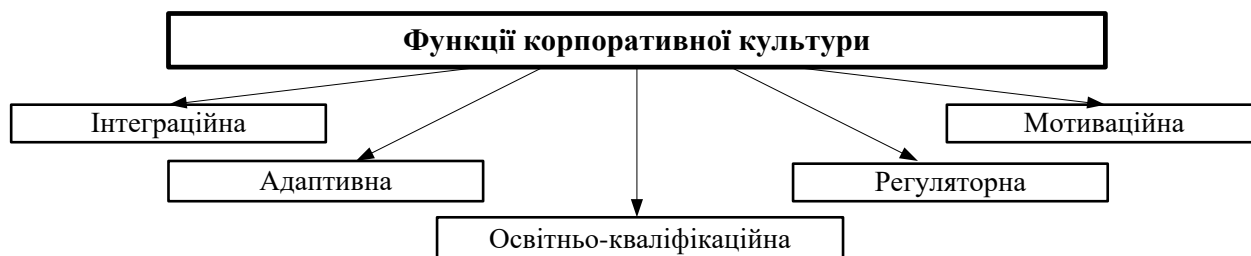 Функції корпоративної культури
Інтеграційна
Мотиваційна
Адаптивна
Регуляторна
Освітньо-кваліфікаційна